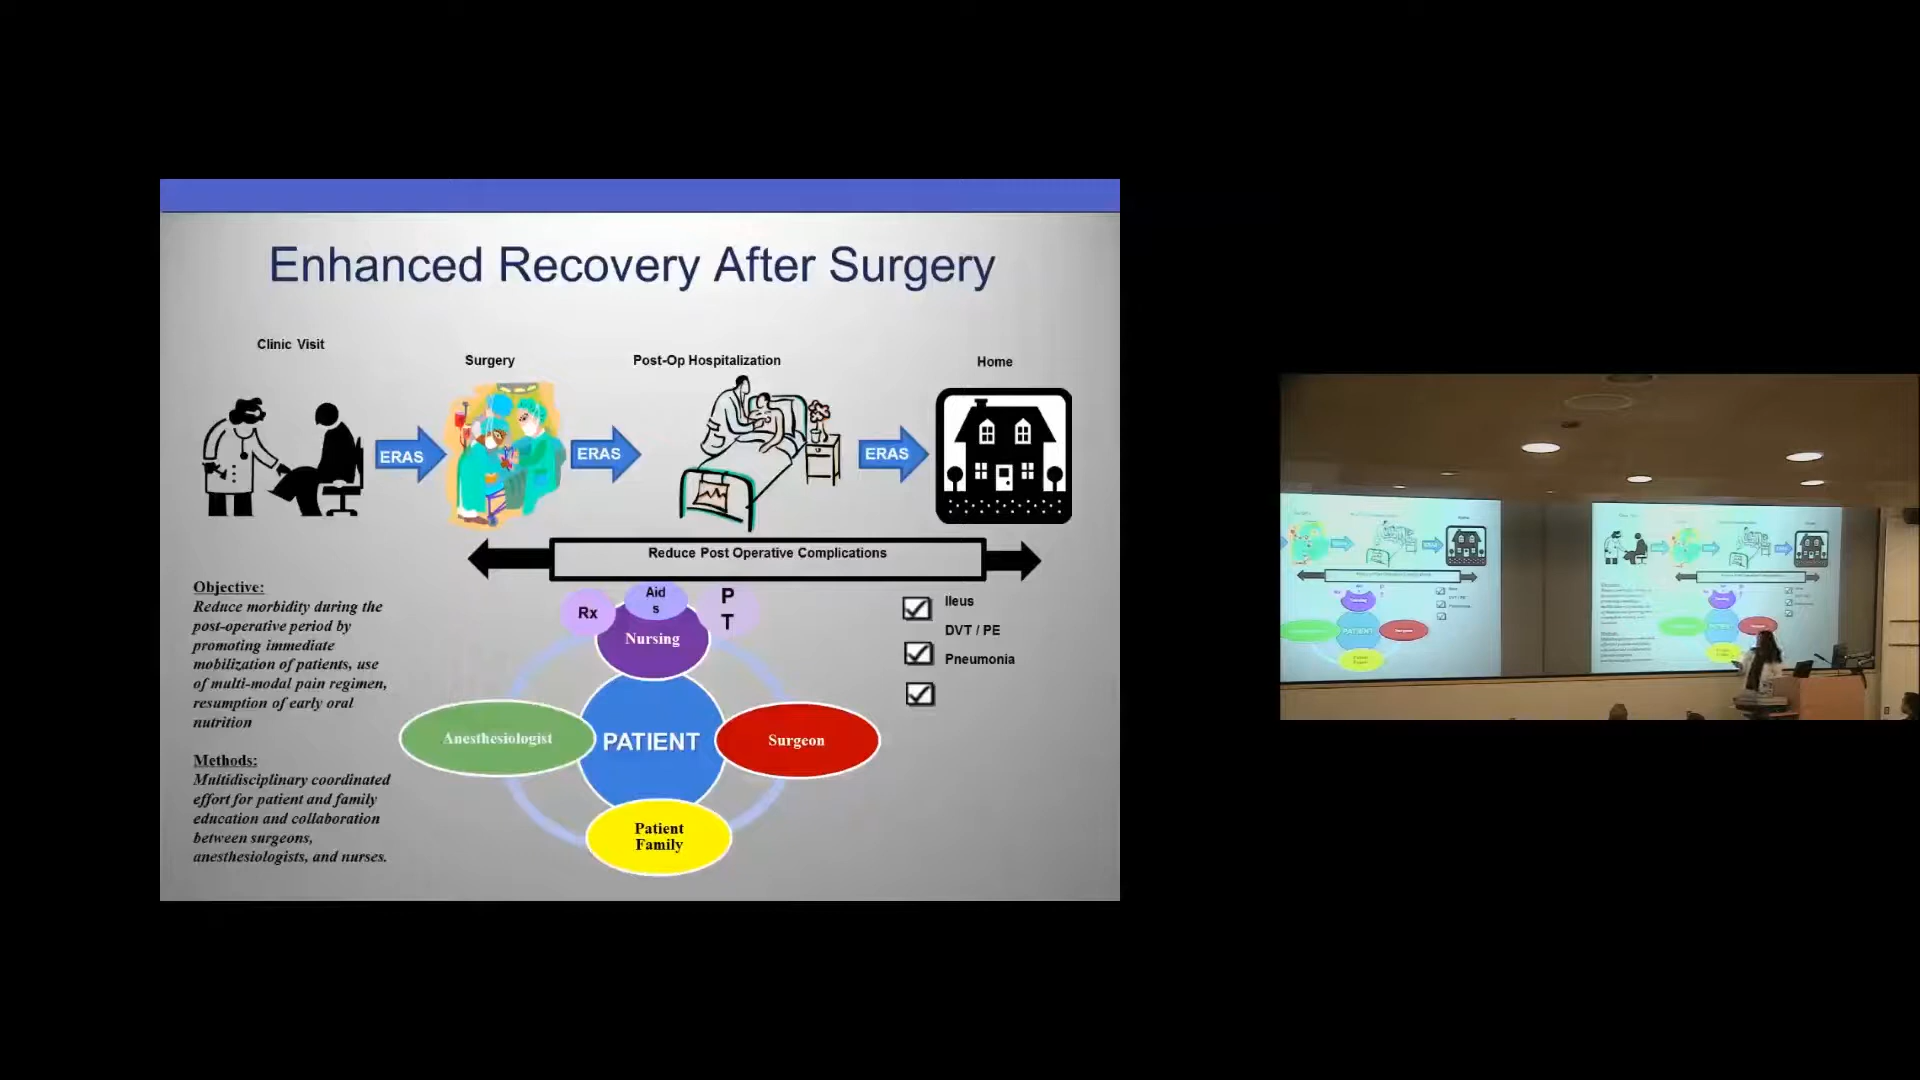 Enhanced Recovery After Surgery
Clinic Visit
Surgery
Post-Op Hospitalization
Home
ERAS
ERAS
ERAS
Reduce Post Operative Complications
Objective:
Reduce morbidity during the
post-operative period by
promoting immediate
mobilization of patients, use
of multi-modal pain regimen,
resumption of early oral
nutrition
Methods:
Multidisciplinary coordinated
effort for patient and family
education and collaboration
between surgeons,
anesthesiologists, and nurses.
Rx
Aid
s
P
T
Nursing
Anesthesiologist
PATIENT
Surgeon
Patient
Family
Ileus
DVT / PE
Pneumonia
PATIENT